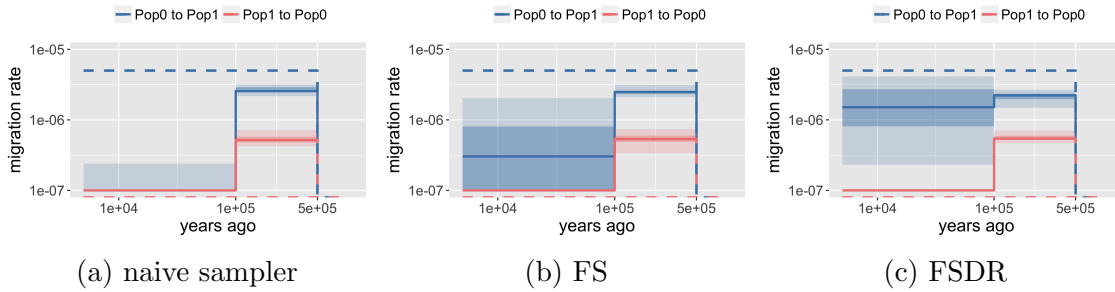 Pop0 to Pop1 Pop1 to Pop0
1e-05
1e-06
1e-07
migration rate
1e+04 1e+05 5e+05
years ago
(a) naive sampler
Pop0 to Pop1 Pop1 to Pop0
1e-05
1e-06
1e-07
migration rate
1e+04 1e+05 5e+05
years ago
(b) FS
Pop0 to Pop1 Pop1 to Pop0
1e-05
1e-06
1e-07
migration rate
1e+04 1e+05 5e+05
years ago
(c) FSDR